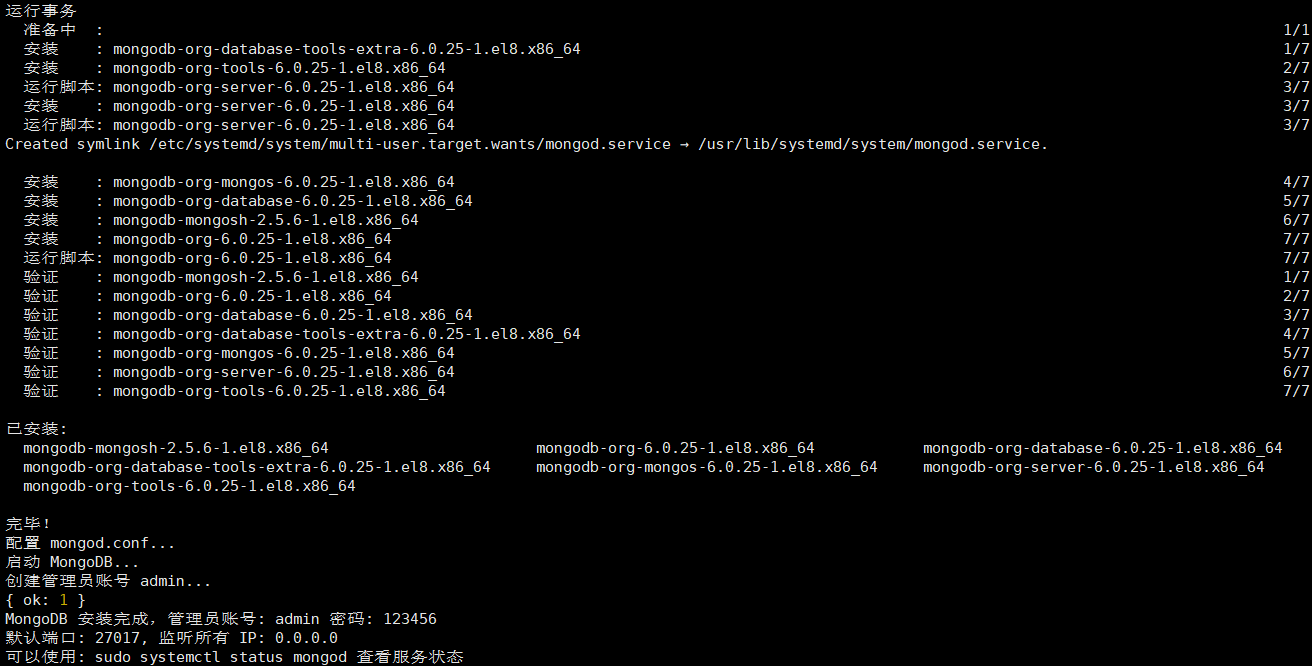 运行事务
准备中  :                                                                 1/1
安装    : mongodb-org-database-tools-extra-6.0.25-1.el8.x86_64            1/7
安装    : mongodb-org-tools-6.0.25-1.el8.x86_64                           2/7
运行脚本: mongodb-org-server-6.0.25-1.el8.x86_64                          3/7
安装    : mongodb-org-server-6.0.25-1.el8.x86_64                          3/7
运行脚本: mongodb-org-server-6.0.25-1.el8.x86_64                          3/7
Created symlink /etc/systemd/system/multi-user.target.wants/mongod.service → /usr/lib/systemd/system/mongod.service.
安装    : mongodb-org-mongos-6.0.25-1.el8.x86_64                          4/7
安装    : mongodb-org-database-6.0.25-1.el8.x86_64                        5/7
安装    : mongodb-mongosh-2.5.6-1.el8.x86_64                              6/7
安装    : mongodb-org-6.0.25-1.el8.x86_64                                 7/7
运行脚本: mongodb-org-6.0.25-1.el8.x86_64                                 7/7
验证    : mongodb-mongosh-2.5.6-1.el8.x86_64                              1/7
验证    : mongodb-org-6.0.25-1.el8.x86_64                                 2/7
验证    : mongodb-org-database-6.0.25-1.el8.x86_64                        3/7
验证    : mongodb-org-database-tools-extra-6.0.25-1.el8.x86_64            4/7
验证    : mongodb-org-mongos-6.0.25-1.el8.x86_64                          5/7
验证    : mongodb-org-server-6.0.25-1.el8.x86_64                          6/7
验证    : mongodb-org-tools-6.0.25-1.el8.x86_64                           7/7
已安装:
mongodb-mongosh-2.5.6-1.el8.x86_64    mongodb-org-6.0.25-1.el8.x86_64    mongodb-org-database-6.0.25-1.el8.x86_64
mongodb-org-database-tools-extra-6.0.25-1.el8.x86_64    mongodb-org-mongos-6.0.25-1.el8.x86_64    mongodb-org-server-6.0.25-1.el8.x86_64
mongodb-org-tools-6.0.25-1.el8.x86_64
完毕!
配置 mongod.conf...
启动 MongoDB...
创建管理员账号 admin...
{ ok: 1 }
MongoDB 安装完成，管理员账号: admin 密码: 123456
默认端口: 27017, 监听所有 IP: 0.0.0.0
可以使用: sudo systemctl status mongod 查看服务状态